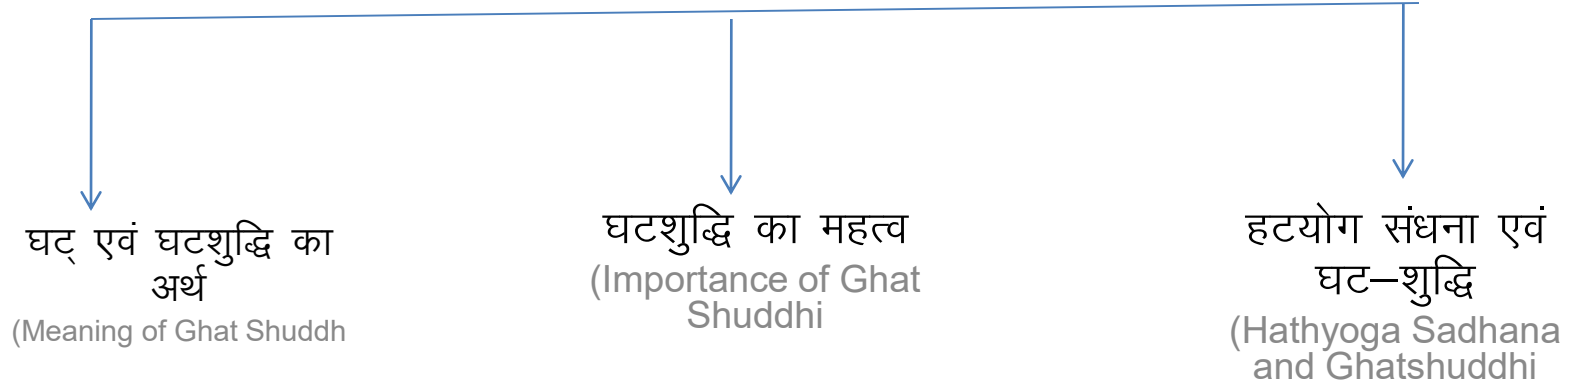 घट् एवं घटशुद्धि का
अर्थ
(Meaning of Ghat Shuddh
घटशुद्धि का महत्व
(Importance of Ghat
Shuddhi
हटयोग संधना एवं
घट–शुद्धि
(Hathyoga Sadhana
and Ghatshuddhi